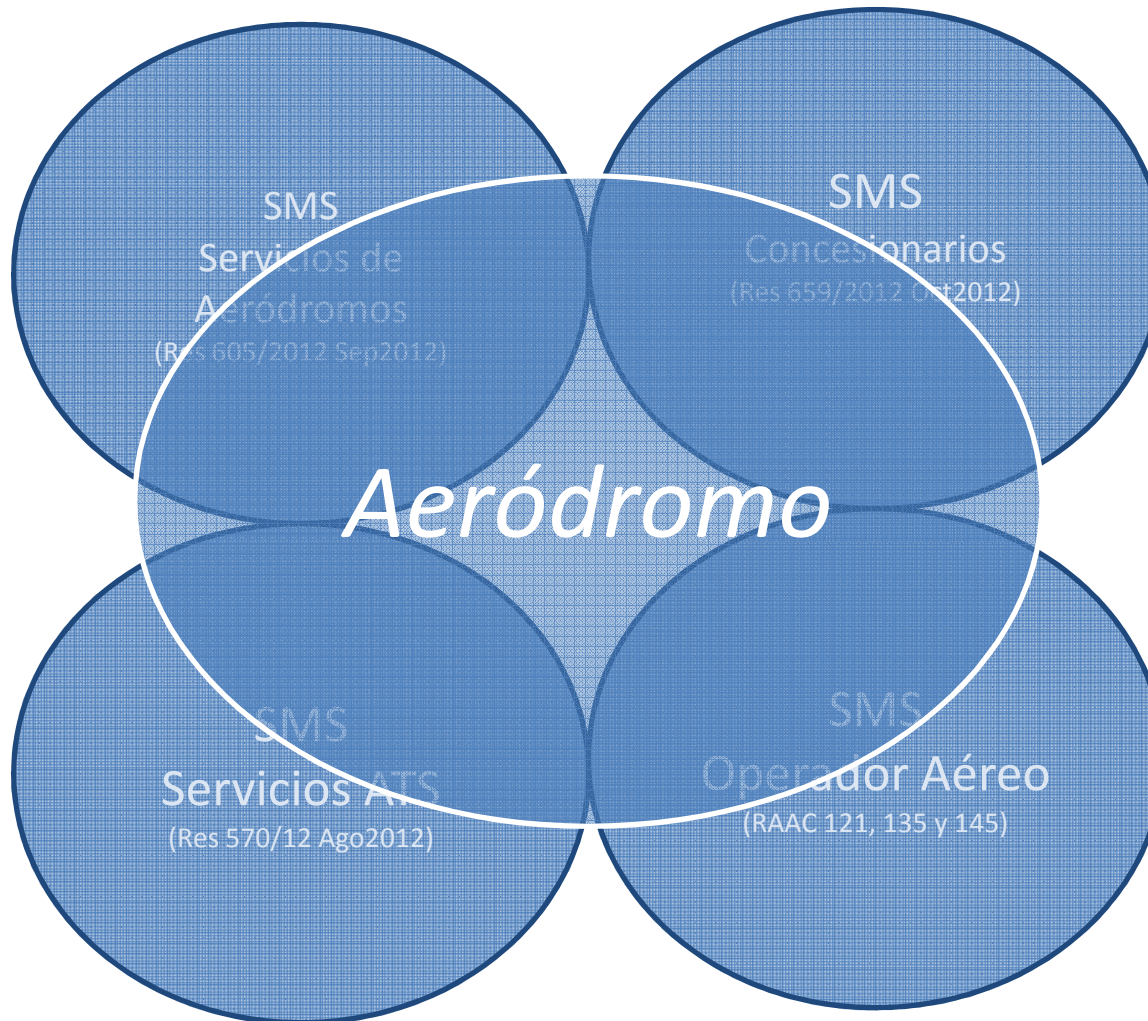 SMS
Servicios de
Aeródromos
(Res 605/2012 Sep2012)
SMS
Concesionarios
(Res 659/2012 Oct2012)
Aeródromo
SMS
Servicios ATS
(Res 570/12 Ago2012)
SMS
Operador Aéreo
(RAAC 121, 135 y 145)